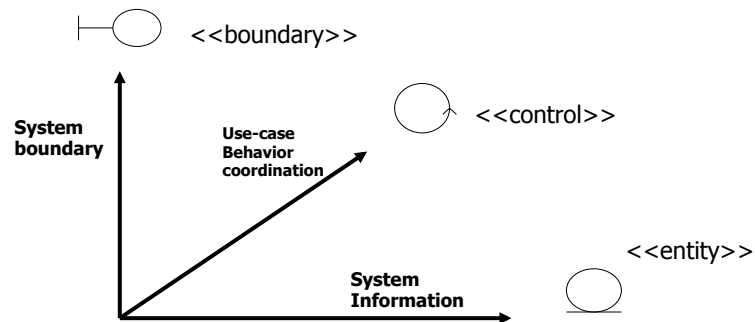 <<boundary>>
<<control>>
System
boundary
Use-case
Behavior
coordination
<<entity>>
System
Information